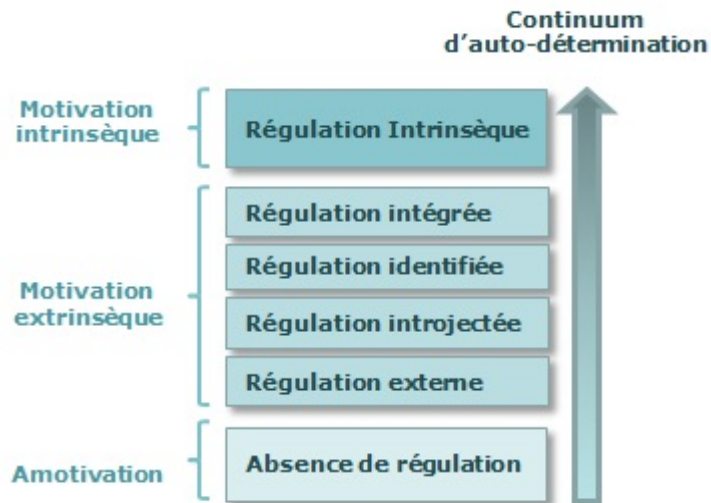 Continuum
d'auto-détermination
Motivation
intrinsèque
Régulation Intrinsèque
Motivation
extrinsèque
Régulation intégrée
Régulation identifiée
Régulation introjectée
Régulation externe
Amotivation
Absence de régulation